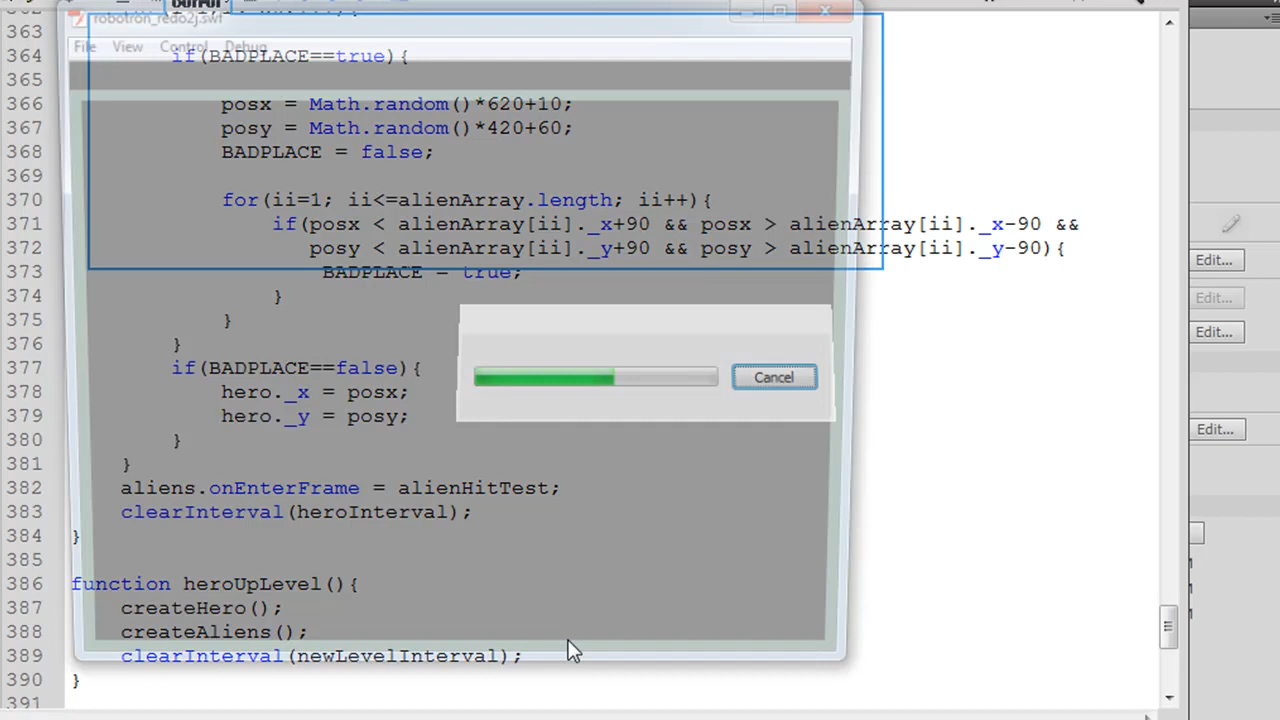 robotron_redo2j.swf
File View Control Debug
363
364 if(BADPLACE==true){
365
366 posx = Math.random()*620+10;
367 posy = Math.random()*420+60;
368 BADPLACE = false;
369
370 for(ii=1; ii<=alienArray.length; ii++){
371 if(posx < alienArray[ii]._x+90 && posx > alienArray[ii]._x-90 &&
372 posy < alienArray[ii]._y+90 && posy > alienArray[ii]._y-90){
373 BADPLACE = true;
374 }
375 }
376 }
377 if(BADPLACE==false){
378 hero._x = posx;
379 hero._y = posy;
380 }
381 }
382 aliens.onEnterFrame = alienHitTest;
383 clearInterval(heroInterval);
384 }
385
386 function heroUpLevel(){
387 createHero();
388 createAliens();
389 clearInterval(newLevelInterval);
390 }
391
Cancel
Edit...
Edit...
Edit...
Edit...